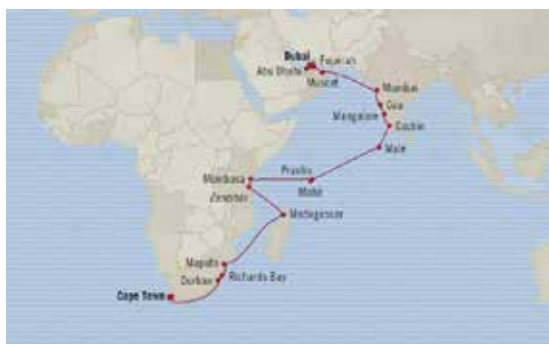 Dubai
Fujairah
Abu Dhabi
Muscat
Mumbai
Goa
Mangalore
Cochin
Male
Praslin
Mahe
Mombasa
Zanzibar
Madagascar
Maputo
Richards Bay
Durban
Cape Town